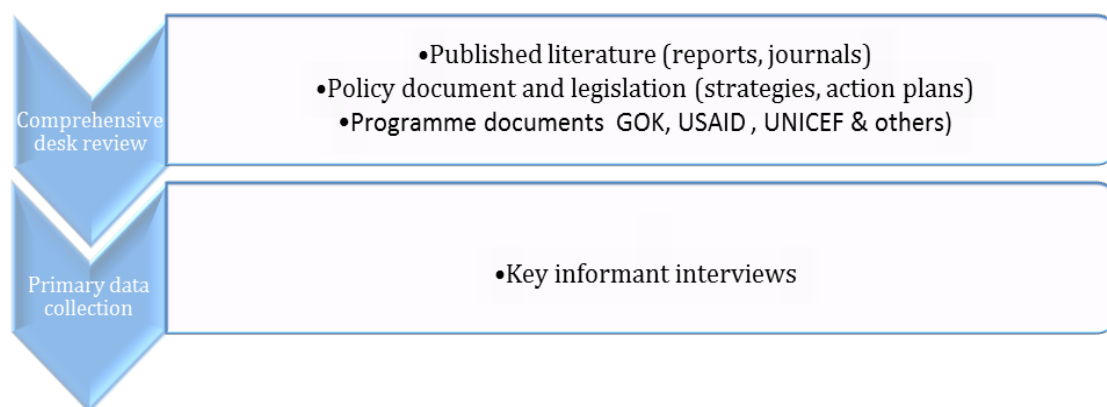 •Published literature (reports, journals)
•Policy document and legislation (strategies, action plans)
•Programme documents  GOK, USAID , UNICEF & others)
Comprehensive
desk review
•Key informant interviews
Primary data
collection